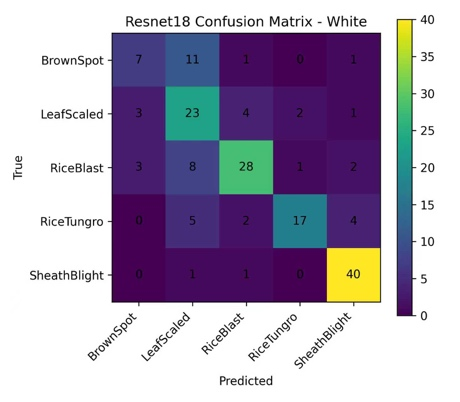 Resnet18 Confusion Matrix - White
BrownSpot 7 11 1 0 1
LeafScaled 3 23 4 2 1
RiceBlast 3 8 28 1 2
RiceTungro 0 5 2 17 4
SheathBlight 0 1 1 0 40
BrownSpot LeafScaled RiceBlast RiceTungro SheathBlight
Predicted
True
40
35
30
25
20
15
10
5
0